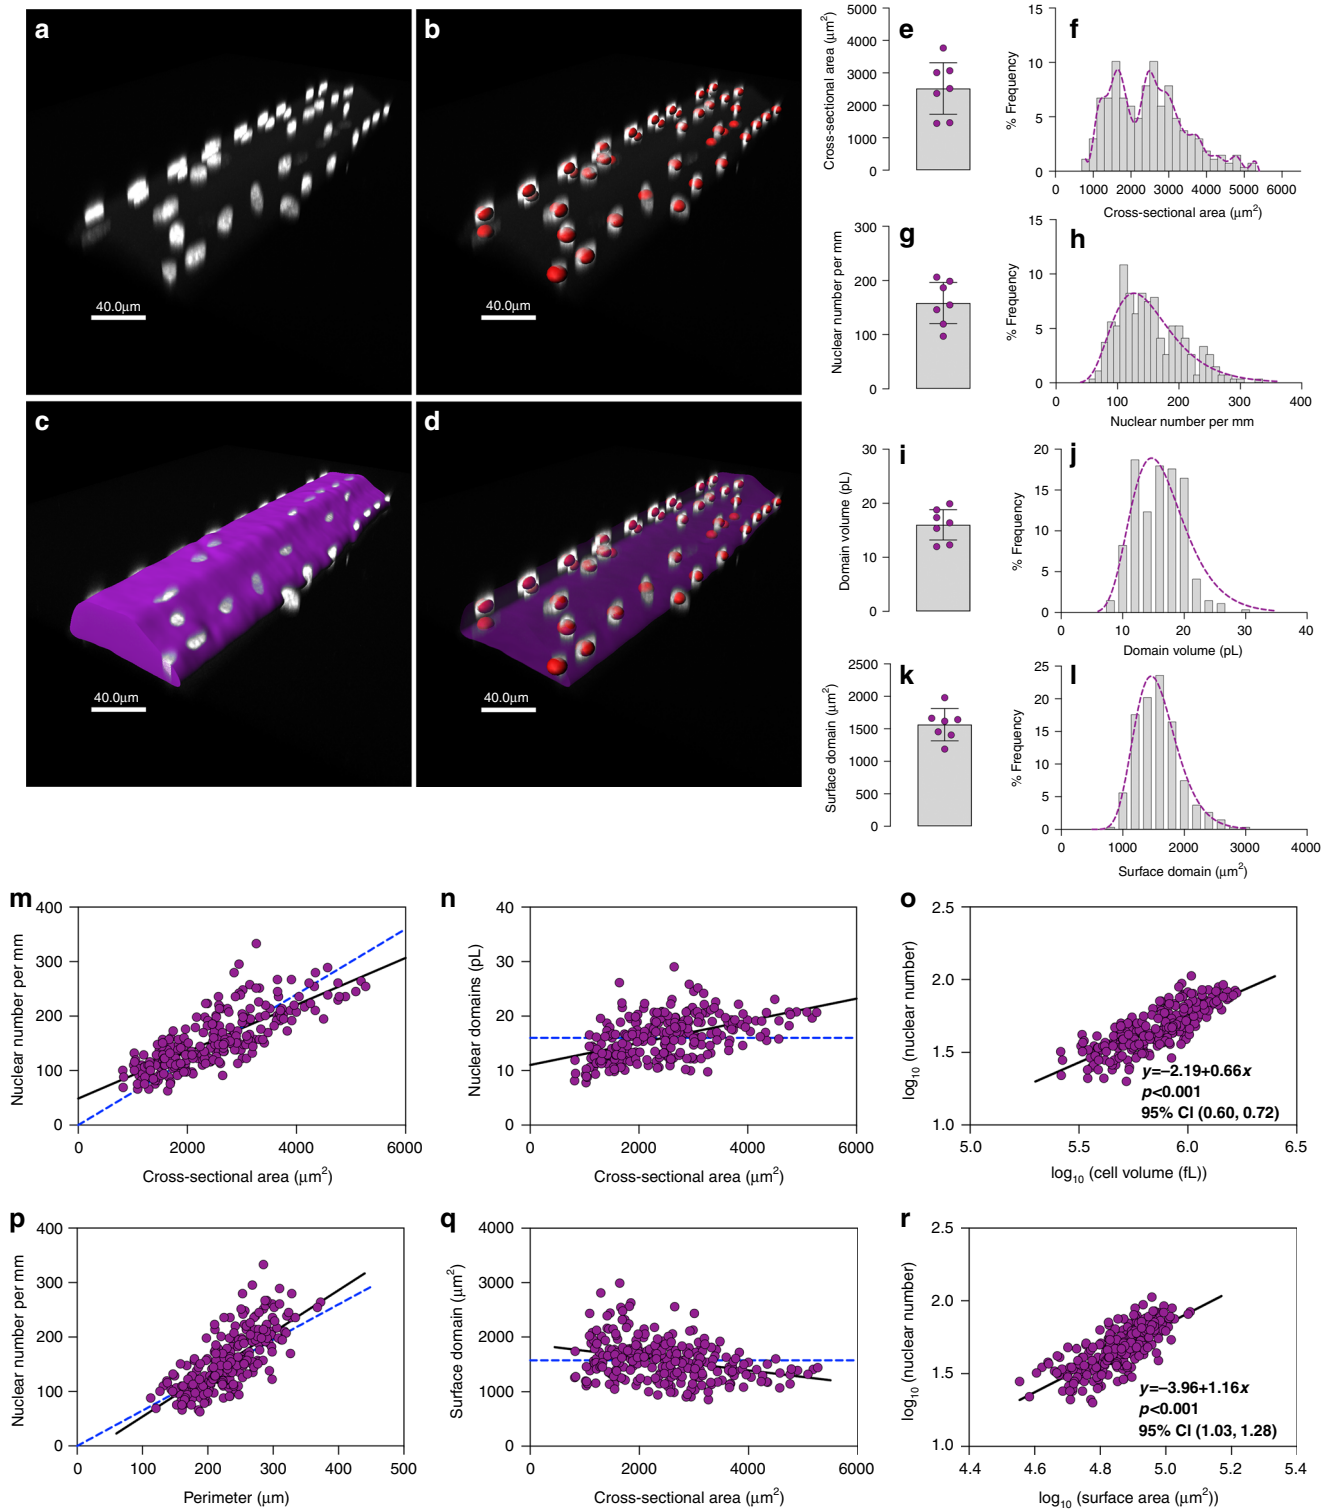 a
40.0μm
b
40.0μm
c
40.0μm
d
40.0μm
e
Cross-sectional area (μm²)
5000
4000
3000
2000
1000
0
f
% Frequency
15
10
5
0
0 1000 2000 3000 4000 5000 6000
Cross-sectional area (μm²)
g
Nuclear number per mm
300
200
100
0
h
% Frequency
15
10
5
0
0 100 200 300 400
Nuclear number per mm
i
Domain volume (pL)
30
20
10
0
j
% Frequency
20
15
10
5
0
0 10 20 30 40
Domain volume (pL)
k
Surface domain (μm²)
2500
2000
1500
1000
500
0
l
% Frequency
25
20
15
10
5
0
0 1000 2000 3000 4000
Surface domain (μm²)
m
Nuclear number per mm
400
300
200
100
0
0 2000 4000 6000
Cross-sectional area (μm²)
n
Nuclear domains (pL)
40
30
20
10
0
0 2000 4000 6000
Cross-sectional area (μm²)
o
log₁₀ (nuclear number)
2.5
2.0
1.5
1.0
y=−2.19+0.66x
p<0.001
95% CI (0.60, 0.72)
5.0 5.5 6.0 6.5
log₁₀ (cell volume (fL))
p
Nuclear number per mm
400
300
200
100
0
0 100 200 300 400 500
Perimeter (μm)
q
Surface domain (μm²)
4000
3000
2000
1000
0
0 2000 4000 6000
Cross-sectional area (μm²)
r
log₁₀ (nuclear number)
2.5
2.0
1.5
1.0
y=−3.96+1.16x
p<0.001
95% CI (1.03, 1.28)
4.4 4.6 4.8 5.0 5.2 5.4
log₁₀ (surface area (μm²))